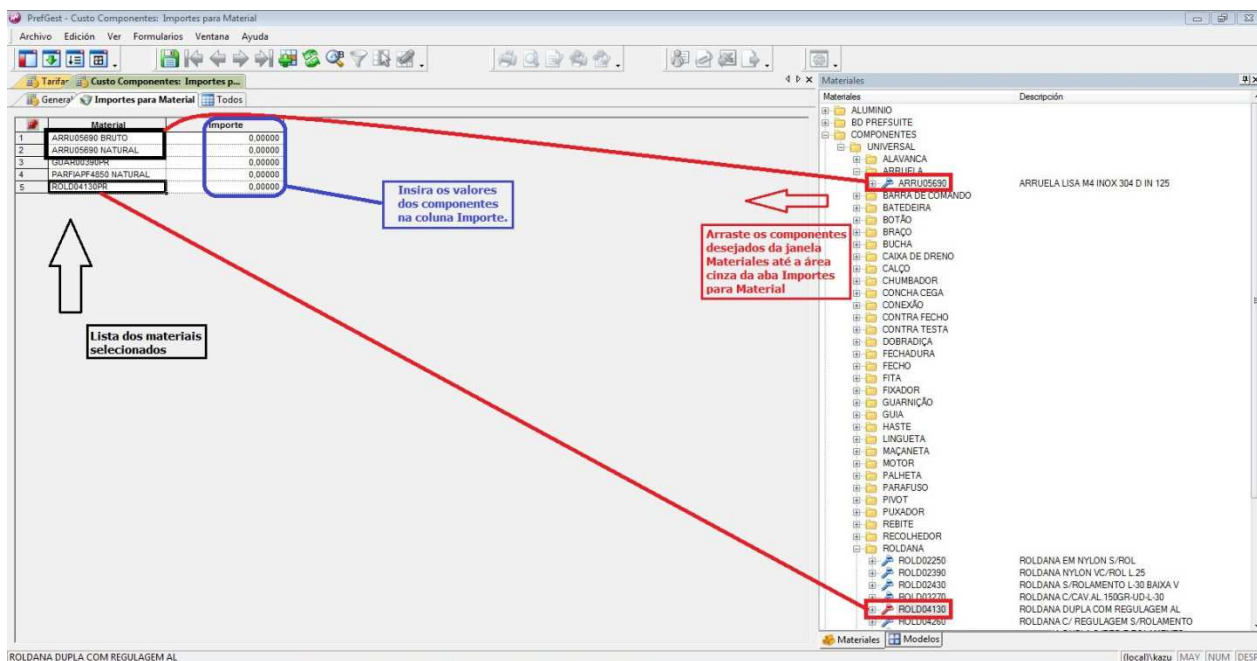 PrefGest - Custo Componentes: Importes para Material
Archivo Edición Ver Formularios Ventana Ayuda
Tarifar Custo Componentes: Importes p...
General Importes para Material Todos
Material Importe
1 ARRU05690 BRUTO 0,00000
2 ARRU05690 NATURAL 0,00000
3 GUAR00390PR 0,00000
4 PARFIAPF4850 NATURAL 0,00000
5 ROLD04130PR 0,00000
Insira os valores
dos componentes
na coluna Importe.
Lista dos materiais
selecionados
Arraste os componentes
desejados da janela
Materiales até a área
cinza da aba Importes
para Material
Materiales
Materiales Descripción
ALUMINIO
BD PREFSUITE
COMPONENTES
UNIVERSAL
ALAVANCA
ARRUELA
ARRU05690 ARRUELA LISA M4 INOX 304 D IN 125
BARRA DE COMANDO
BATEDEIRA
BOTÃO
BRAÇO
BUCHA
CAIXA DE DRENO
CALÇO
CHUMBADOR
CONCHA CEGA
CONEXÃO
CONTRA FECHO
CONTRA TESTA
DOBRADIÇA
FECHADURA
FECHO
FITA
FIXADOR
GUARNIÇÃO
GUIA
HASTE
LINGUETA
MAÇANETA
MOTOR
PALHETA
PARAFUSO
PIVOT
PUXADOR
REBITE
RECOLHEDOR
ROLDANA
ROLD02250 ROLDANA EM NYLON S/ROL
ROLD02390 ROLDANA NYLON VC/ROL L.25
ROLD02430 ROLDANA S/ROLAMENTO L-30 BAIXA V
ROLD03270 ROLDANA C/CAV.AL.150GR-UD-L-30
ROLD04130 ROLDANA DUPLA COM REGULAGEM AL
ROLD04260 ROLDANA C/ REGULAGEM S/ROLAMENTO
Materiales Modelos
ROLDANA DUPLA COM REGULAGEM AL
(local)\kazu MAY NUM DESP